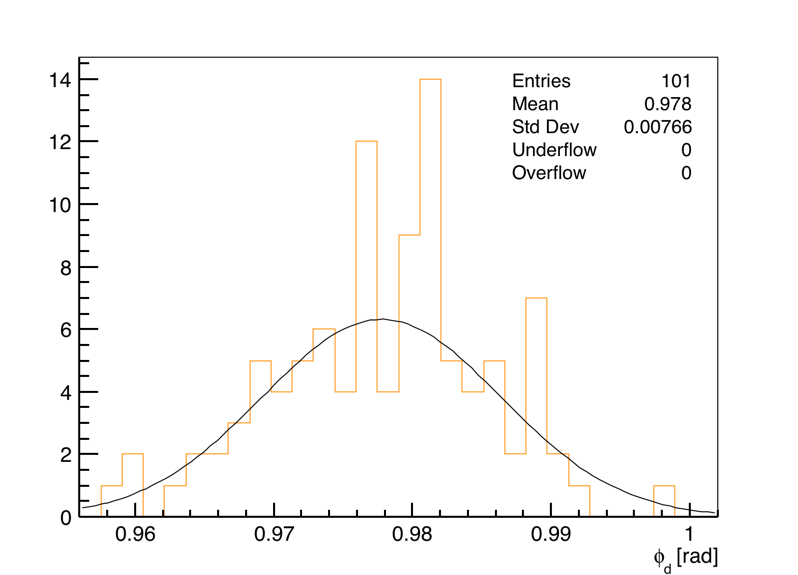 14
12
10
8
6
4
2
0
Entries 101
Mean 0.978
Std Dev 0.00766
Underflow 0
Overflow 0
0.96 0.97 0.98 0.99 1
ϕd [rad]